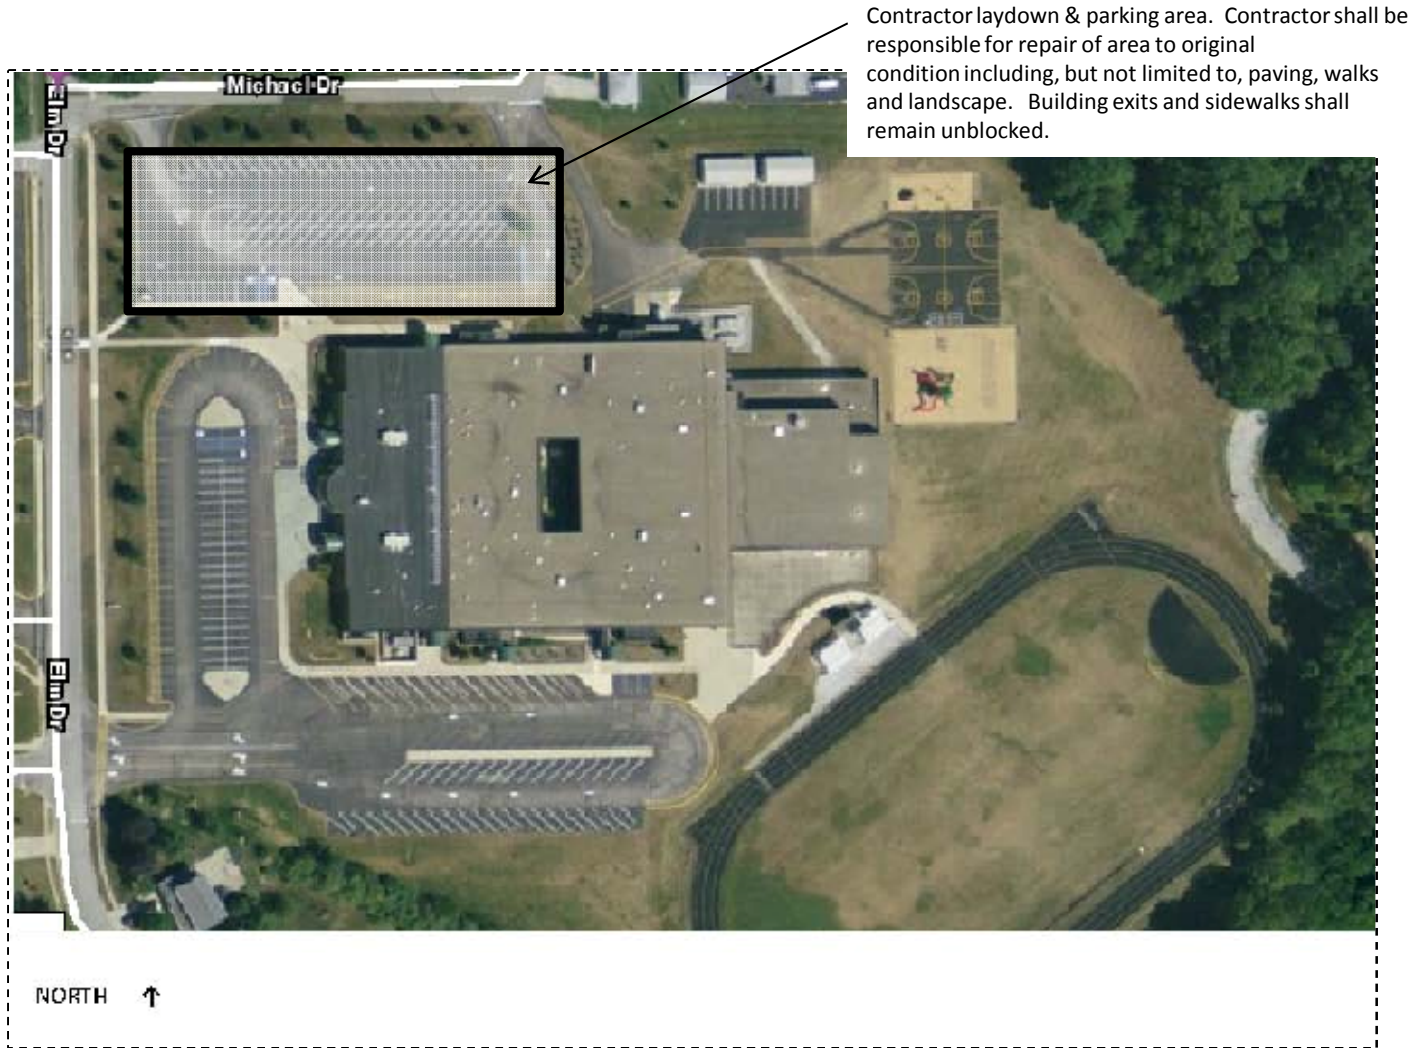 Contractor laydown & parking area. Contractor shall be
responsible for repair of area to original
condition including, but not limited to, paving, walks
and landscape. Building exits and sidewalks shall
remain unblocked.
Michael Dr
Elm Dr
Elm Dr
NORTH